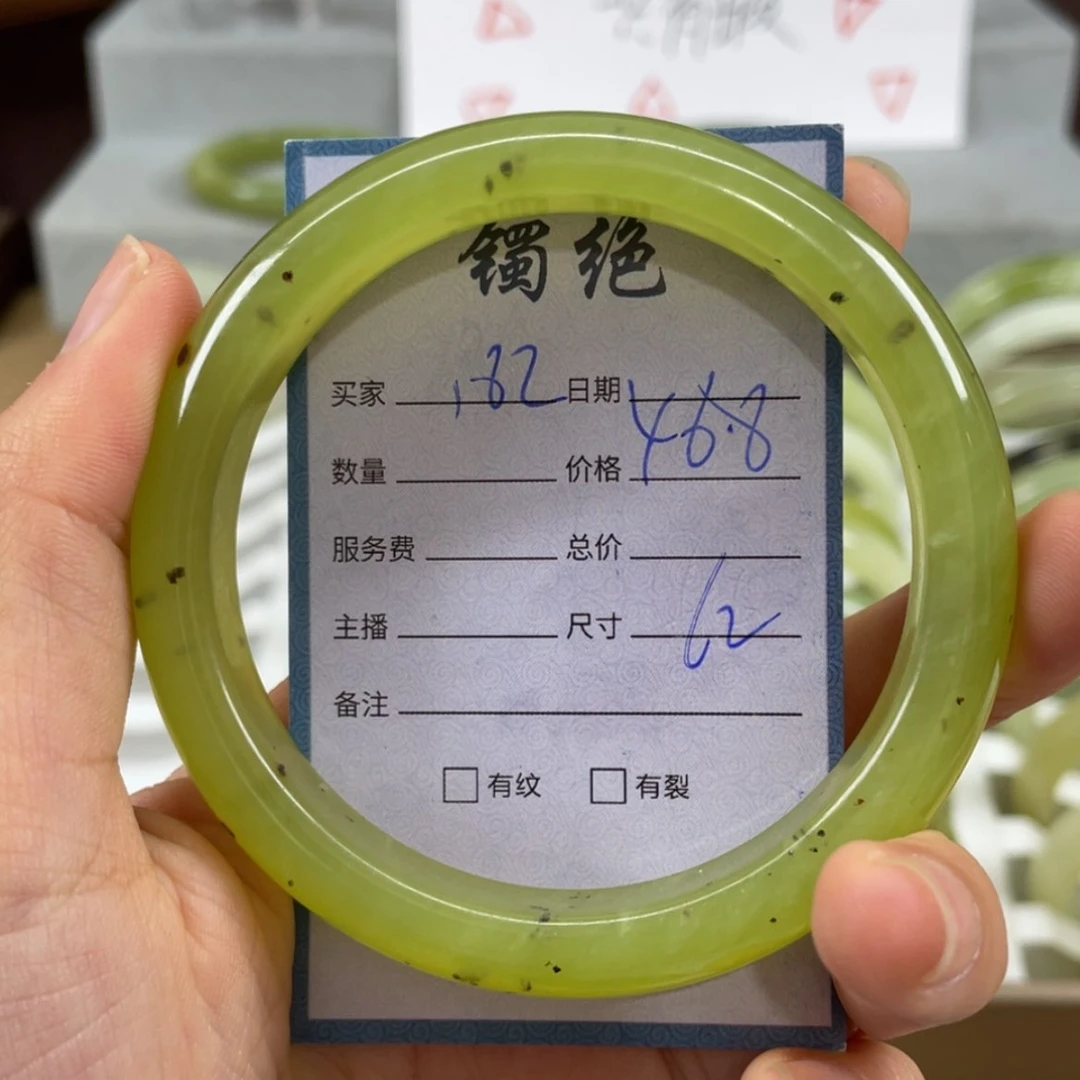 镯绝
买家 182 日期
数量 价格 468
服务费 总价
主播 尺寸 62
备注
有纹 有裂